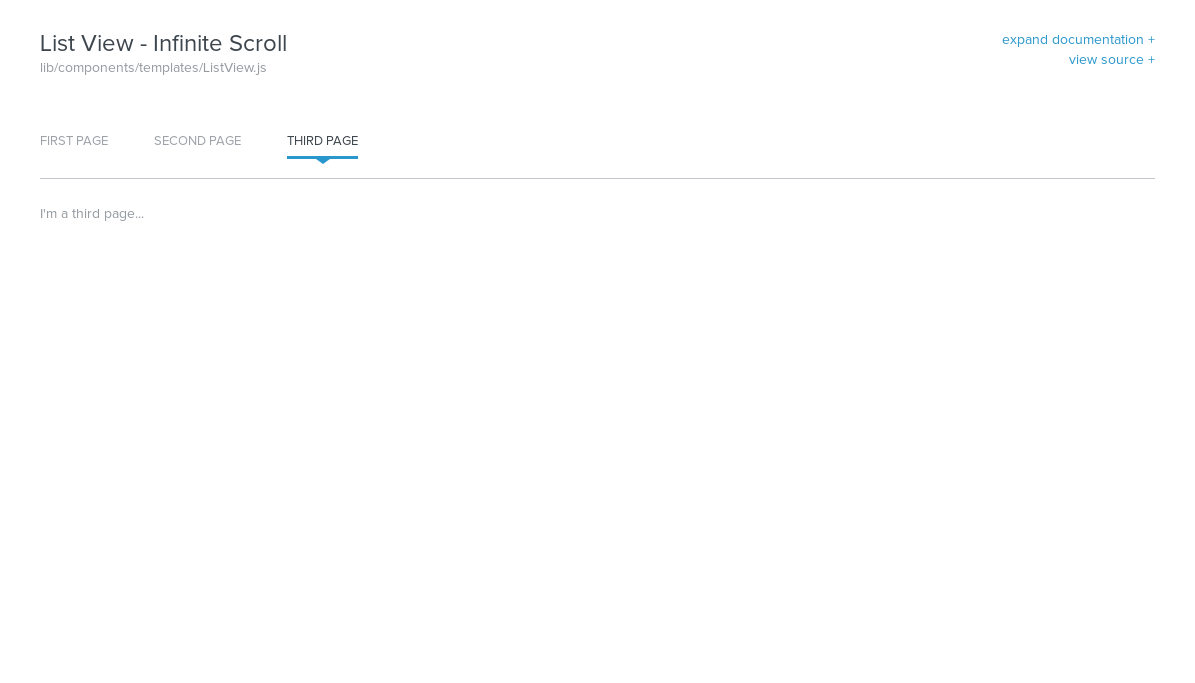 List View - Infinite Scroll
lib/components/templates/ListView.js
expand documentation +
view source +
FIRST PAGE
SECOND PAGE
THIRD PAGE
I'm a third page...